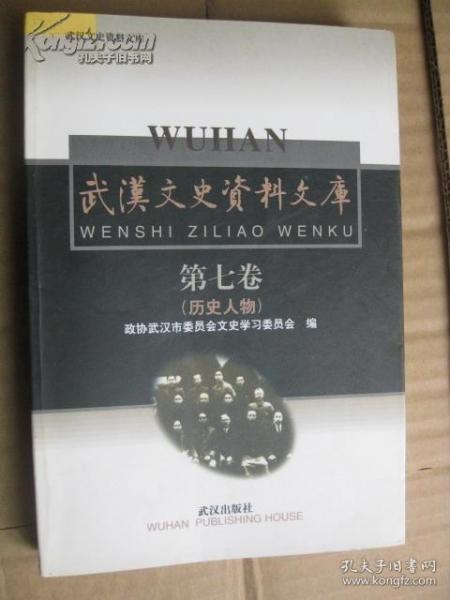 武汉文史资料文库
Kongfz.com
孔夫子旧书网
WUHAN
武漢文史資料文庫
WENSHI ZILIAO WENKU
第七卷
(历史人物)
政协武汉市委员会文史学习委员会 编
武汉出版社
WUHAN PUBLISHING HOUSE
孔夫子旧书网
www.kongfz.com